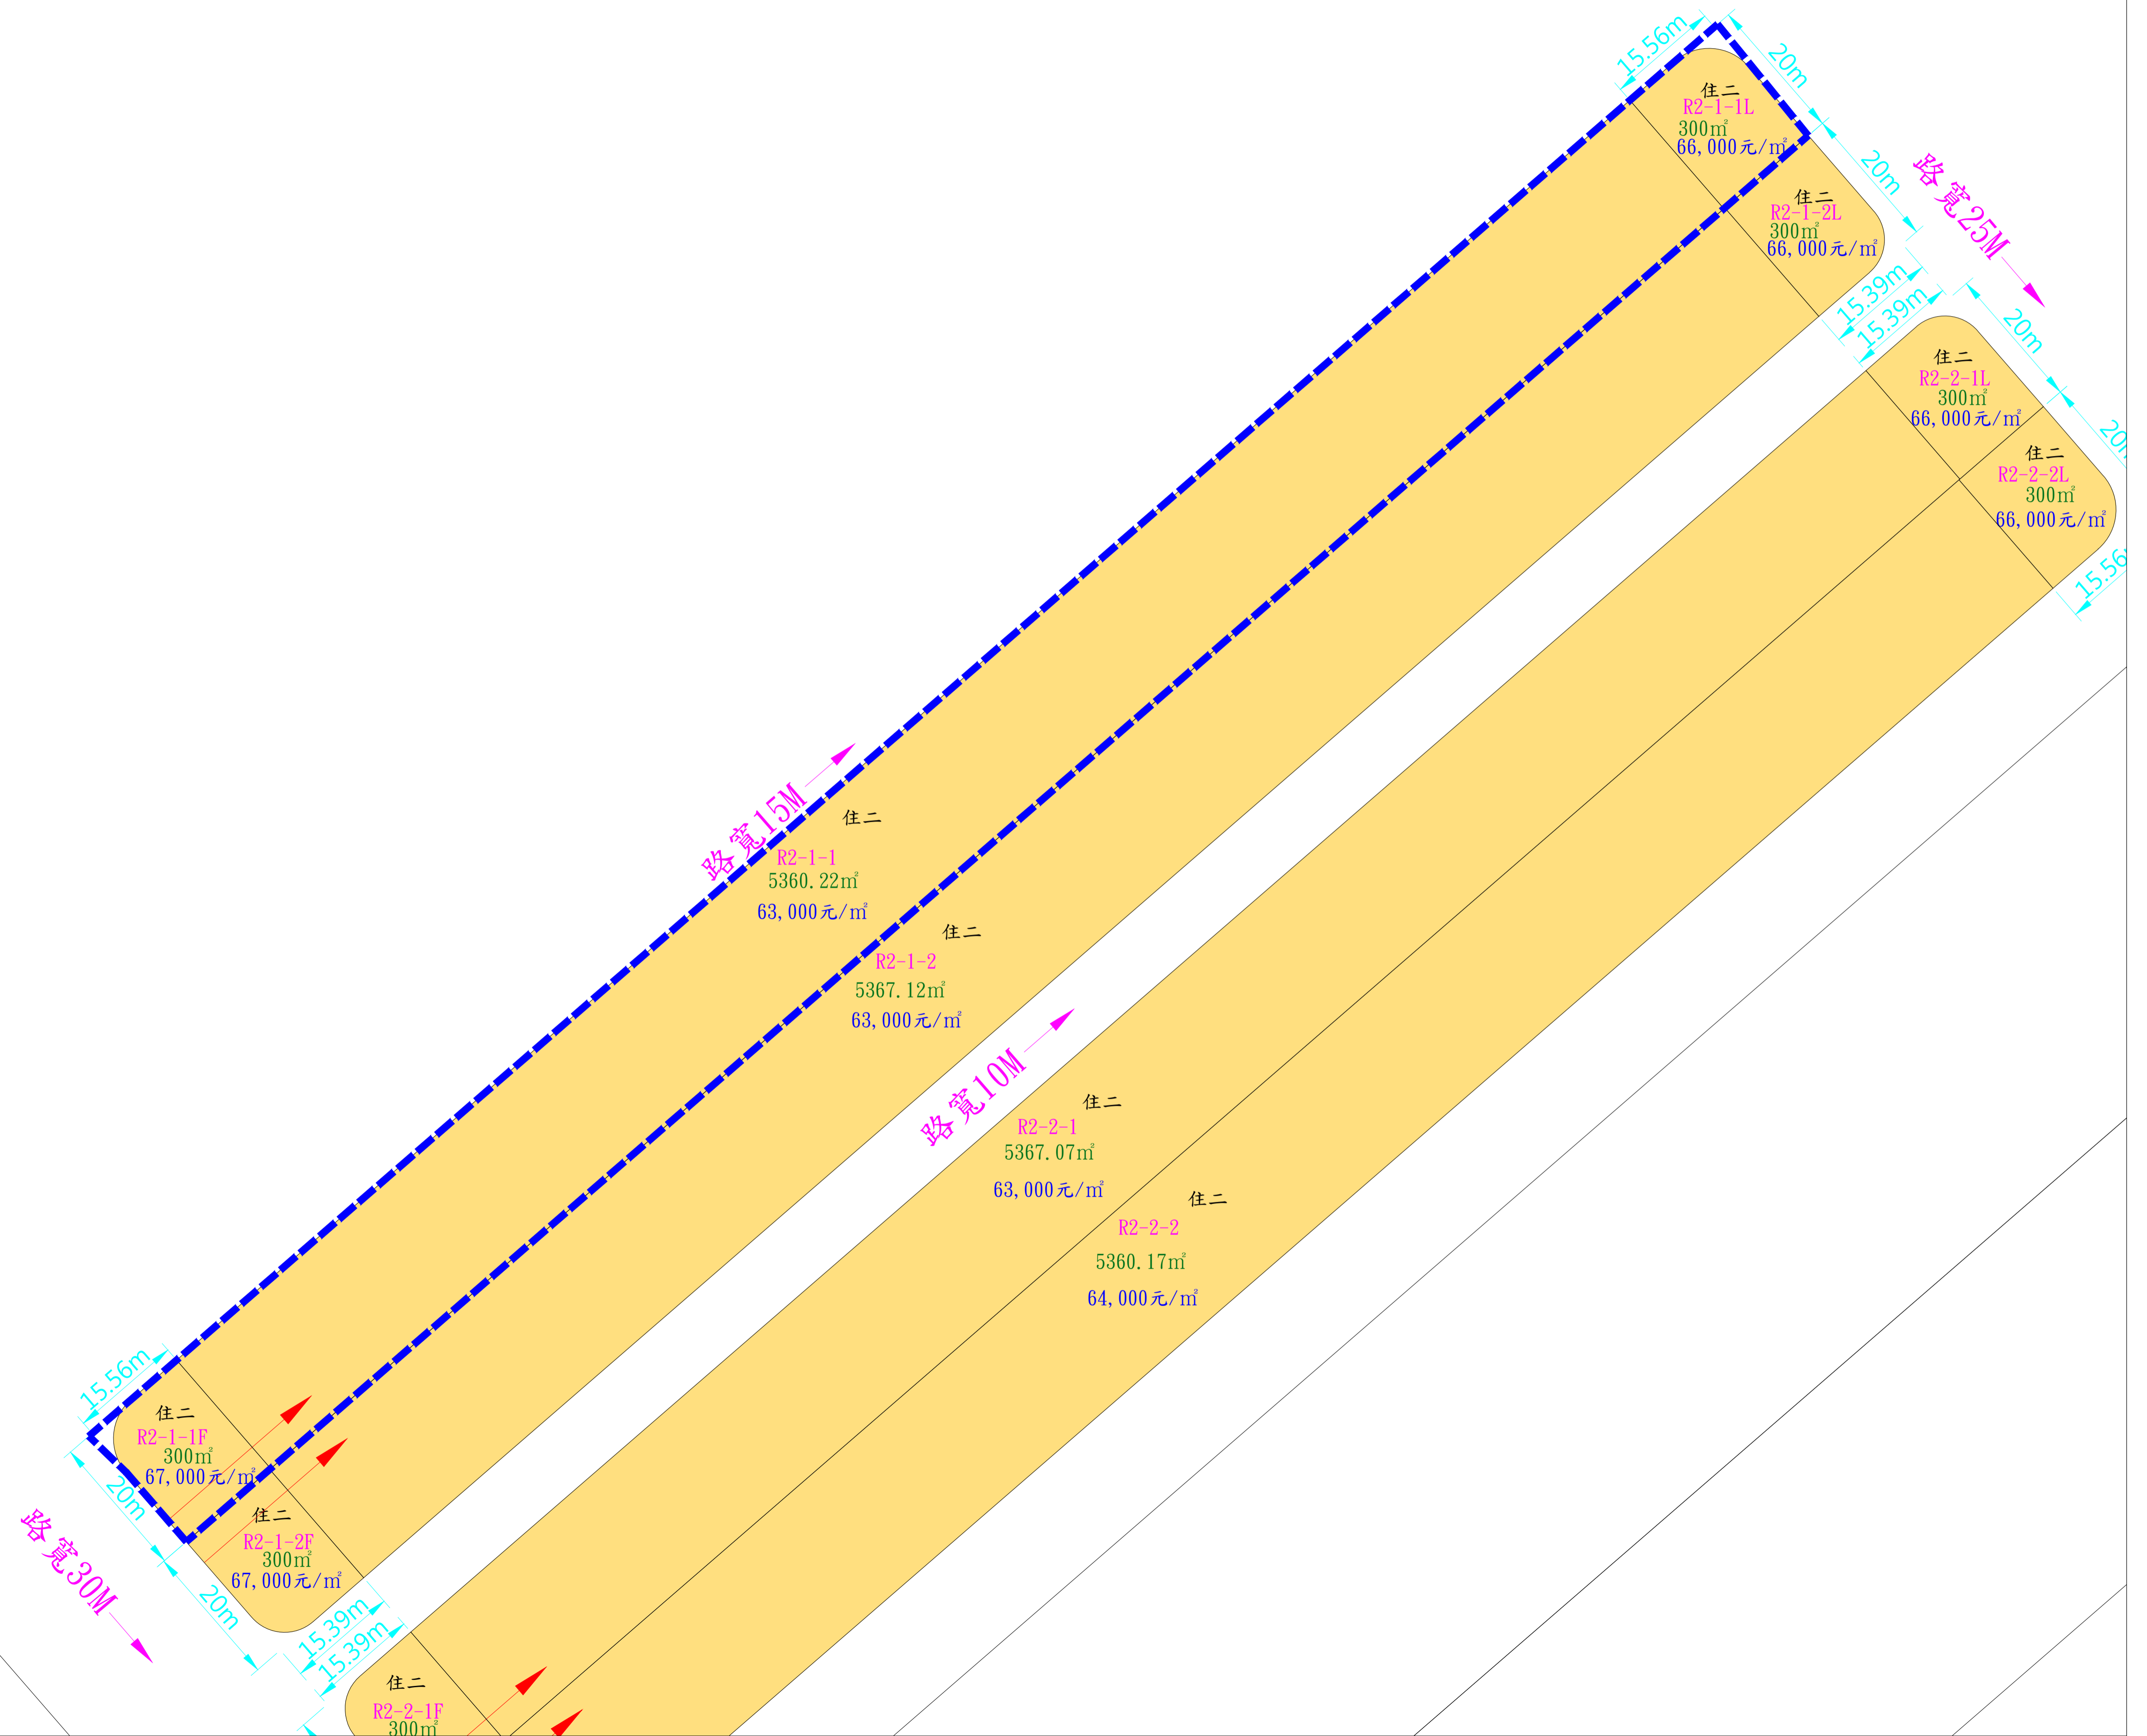 15.56m
20m
住二
R2-1-1L
300㎡
66,000元/㎡
20m
路寬25M
住二
R2-1-2L
300㎡
66,000元/㎡
15.39m
15.39m
20m
住二
R2-2-1L
300㎡
66,000元/㎡
住二
R2-2-2L
300㎡
66,000元/㎡
路寬15M
住二
R2-1-1
5360.22㎡
63,000元/㎡
住二
R2-1-2
5367.12㎡
63,000元/㎡
路寬10M
住二
R2-2-1
5367.07㎡
63,000元/㎡
住二
R2-2-2
5360.17㎡
64,000元/㎡
15.56m
住二
R2-1-1F
300㎡
67,000元/㎡
20m
住二
R2-1-2F
300㎡
67,000元/㎡
路寬30M
20m
15.39m
15.39m
住二
R2-2-1F
300㎡